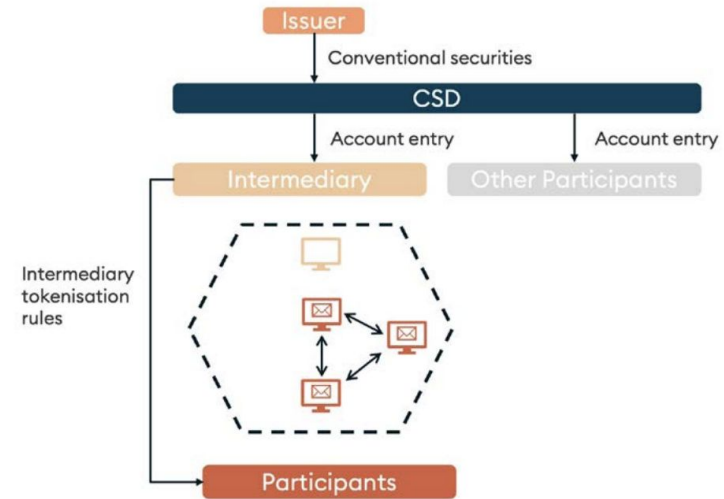 Issuer
Conventional securities
CSD
Account entry
Account entry
Intermediary
Other Participants
Intermediary
tokenisation
rules
Participants